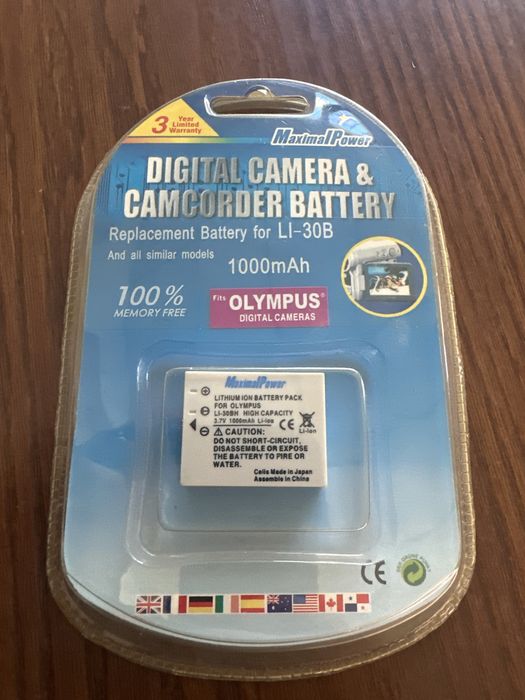 3 Year
Limited
Warranty
MaximalPower
DIGITAL CAMERA &
CAMCORDER BATTERY
Replacement Battery for LI-30B
And all similar models
1000mAh
100%
MEMORY FREE
Fits OLYMPUS®
DIGITAL CAMERAS
MaximalPower
LITHIUM ION BATTERY PACK
FOR OLYMPUS
LI-30BH HIGH CAPACITY
3.7V 1000mAh Li-ion CE
Li-ion
⚠ CAUTION:
DO NOT SHORT-CIRCUIT,
DISASSEMBLE OR EXPOSE
THE BATTERY TO FIRE OR
WATER.
Cells Made in Japan
Assemble in China
CE